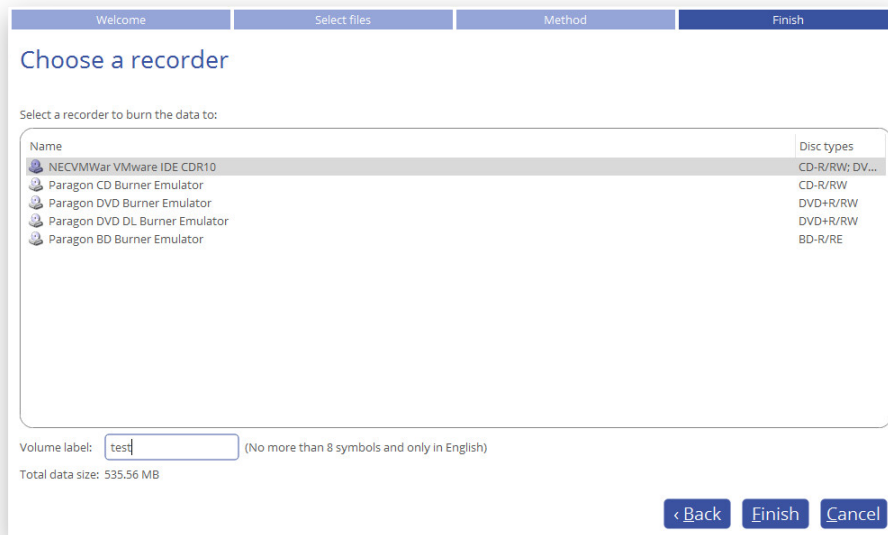 Welcome Select files Method Finish
Choose a recorder
Select a recorder to burn the data to:
Name Disc types
NECVMWar VMware IDE CDR10 CD-R/RW; DV...
Paragon CD Burner Emulator CD-R/RW
Paragon DVD Burner Emulator DVD+R/RW
Paragon DVD DL Burner Emulator DVD+R/RW
Paragon BD Burner Emulator BD-R/RE
Volume label: test (No more than 8 symbols and only in English)
Total data size: 535.56 MB
‹ Back Finish Cancel